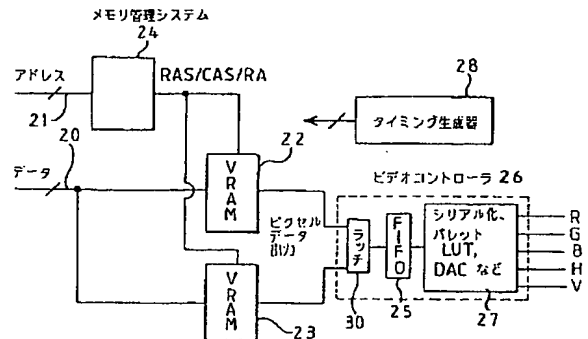 メモリ管理システム
24
アドレス
21
RAS/CAS/RA
28
タイミング生成器
データ
20
VRAM
22
ビデオコントローラ 26
ピクセル
データ
出力
ラッチ
30
FIFO
25
シリアル化、
パレット
LUT,
DAC など
27
R
G
B
H
V
VRAM
23